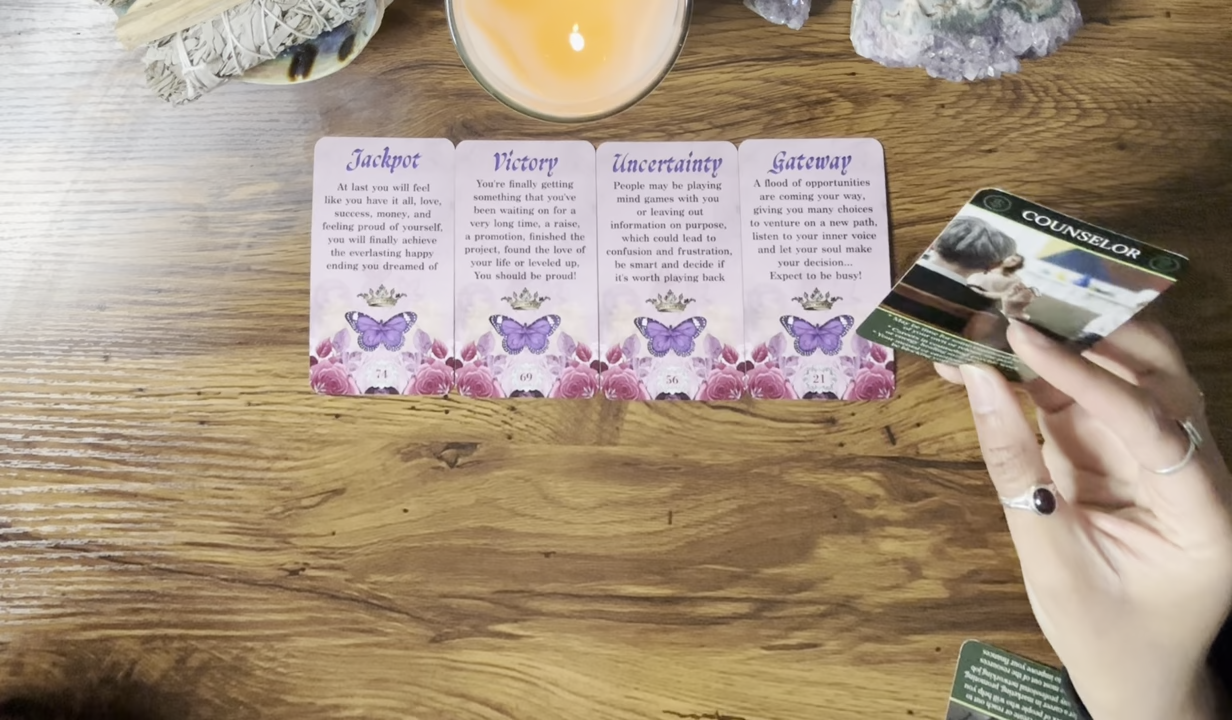 Jackpot
At last you will feel
like you have it all, love,
success, money, and
feeling proud of yourself,
you will finally achieve
the everlasting happy
ending you dreamed of
74
Victory
You're finally getting
something that you've
been waiting on for a
very long time, a raise,
a promotion, finished the
project, found the love of
your life or leveled up,
You should be proud!
69
Uncertainty
People may be playing
mind games with you
or leaving out
information on purpose,
which could lead to
confusion and frustration,
be smart and decide if
it's worth playing back
56
Gateway
A flood of opportunities
are coming your way,
giving you many choices
to venture on a new path,
listen to your inner voice
and let your soul make
your decision...
Expect to be busy!
21
COUNSELOR
to improve your finances